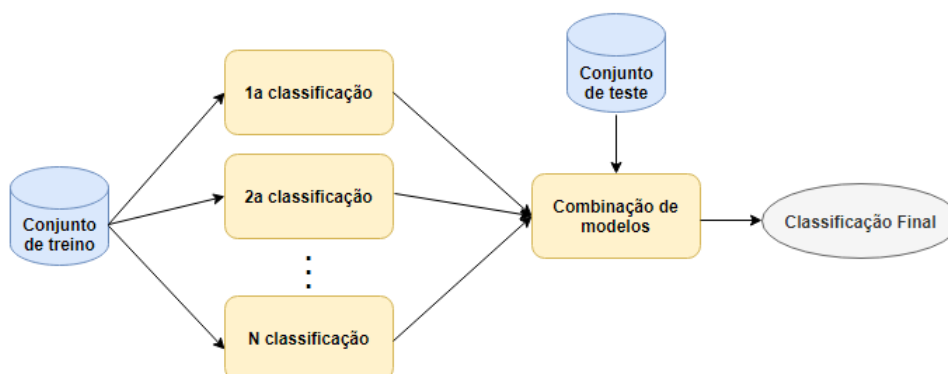 Conjunto
de treino
1a classificação
2a classificação
N classificação
Conjunto
de teste
Combinação de
modelos
Classificação Final